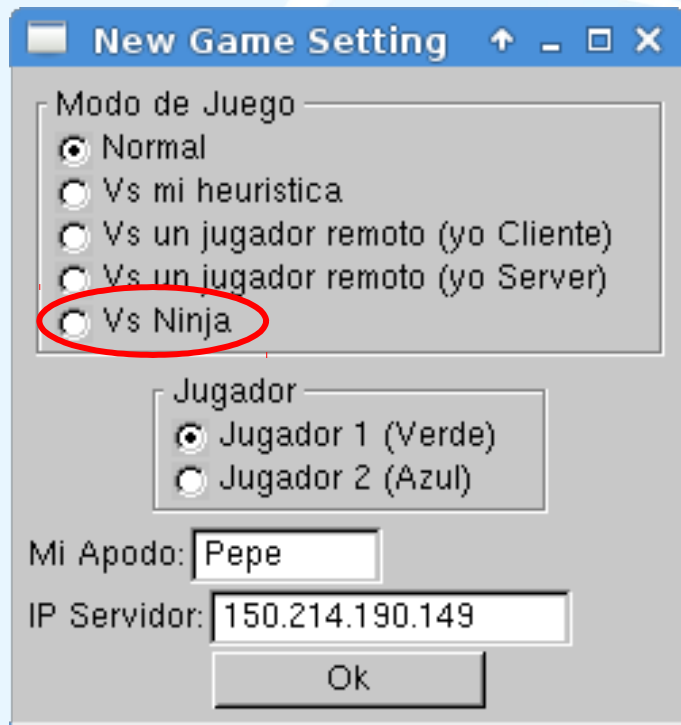 New Game Setting
Modo de Juego
Normal
Vs mi heuristica
Vs un jugador remoto (yo Cliente)
Vs un jugador remoto (yo Server)
Vs Ninja
Jugador
Jugador 1 (Verde)
Jugador 2 (Azul)
Mi Apodo: Pepe
IP Servidor: 150.214.190.149
Ok